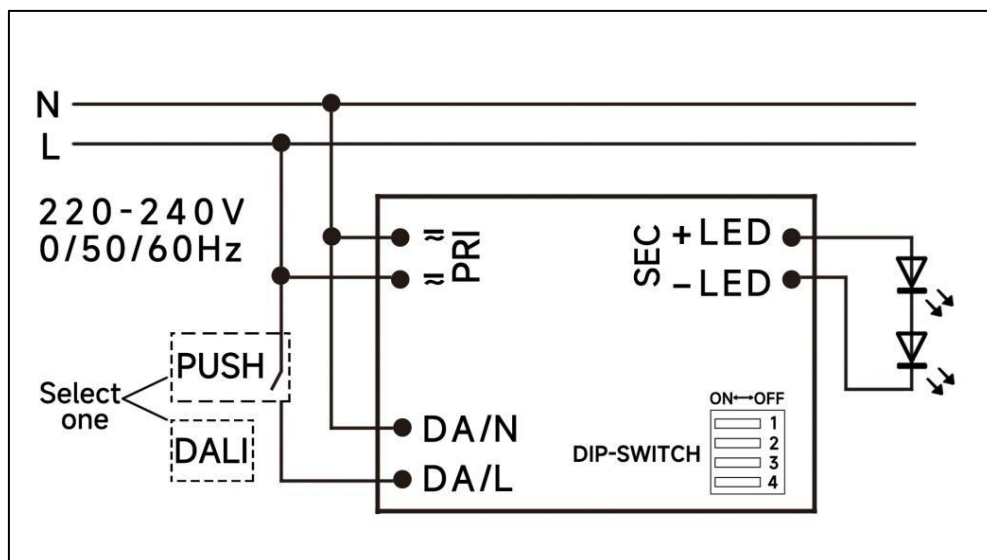 N
L
220-240V
0/50/60Hz
PUSH
Select
one
DALI
PRI
SEC
+LED
-LED
DA/N
DA/L
DIP-SWITCH
ON↔OFF
1
2
3
4